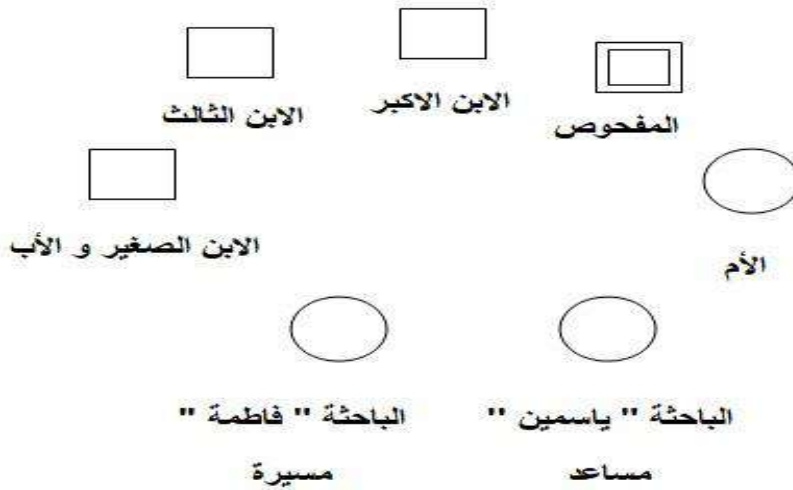 الابن الاكبر
الابن الثالث
المفحوص
الابن الصغير و الأب
الأم
الباحثة " ياسمين "
الباحثة " فاطمة "
مساعد
مسيرة